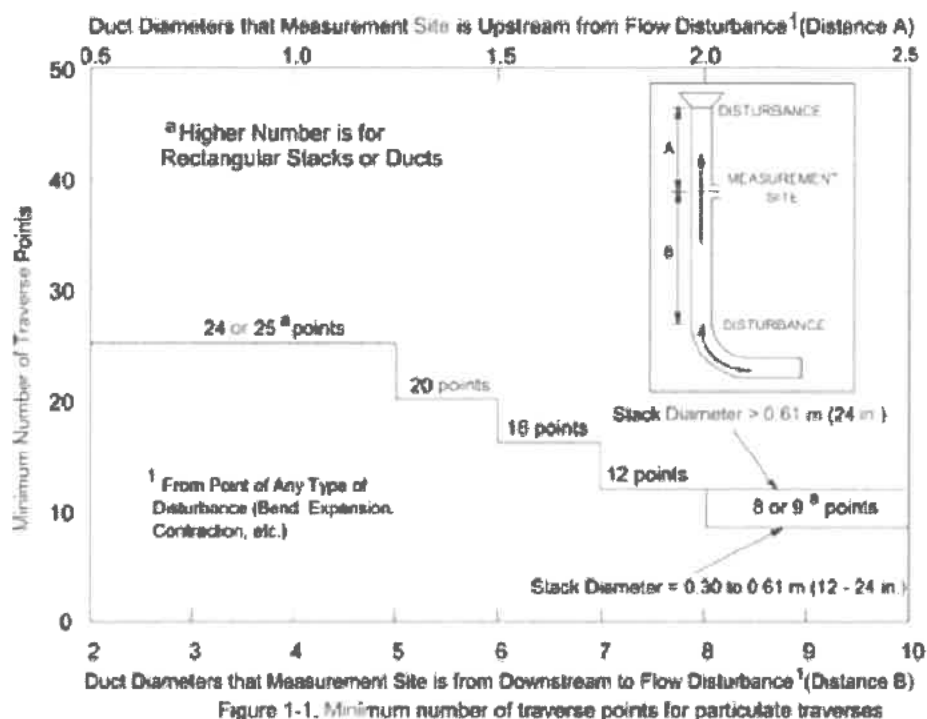 Duct Diameters that Measurement Site is Upstream from Flow Disturbance¹(Distance A)
0.5 1.0 1.5 2.0 2.5
50
40
30
20
10
0
Minimum Number of Traverse Points
ª Higher Number is for
Rectangular Stacks or Ducts
DISTURBANCE
A
MEASUREMENT
SITE
B
DISTURBANCE
24 or 25 ª points
20 points
16 points
12 points
8 or 9 ª points
Stack Diameter > 0.61 m (24 in.)
¹ From Point of Any Type of
Disturbance (Bend, Expansion,
Contraction, etc.)
Stack Diameter = 0.30 to 0.61 m (12 - 24 in.)
2 3 4 5 6 7 8 9 10
Duct Diameters that Measurement Site is from Downstream to Flow Disturbance¹(Distance B)
Figure 1-1. Minimum number of traverse points for particulate traverses